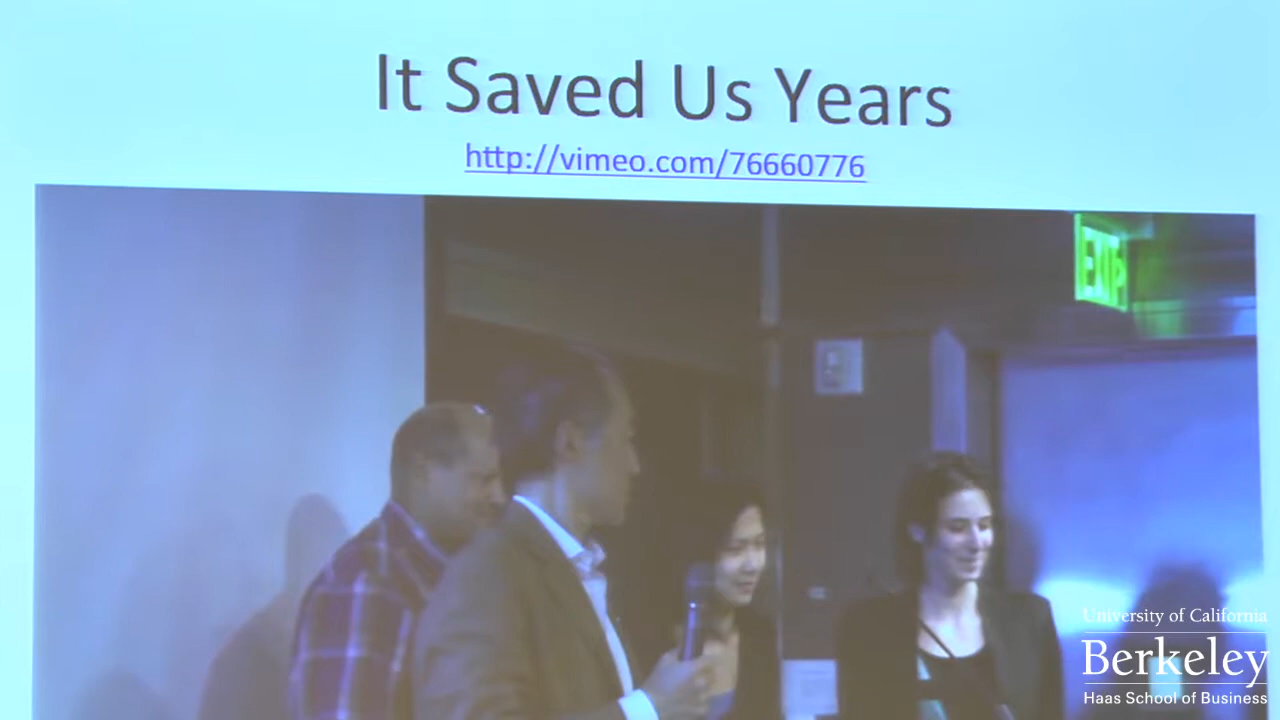 It Saved Us Years
http://vimeo.com/76660776
EXIT
University of California
Berkeley
Haas School of Business